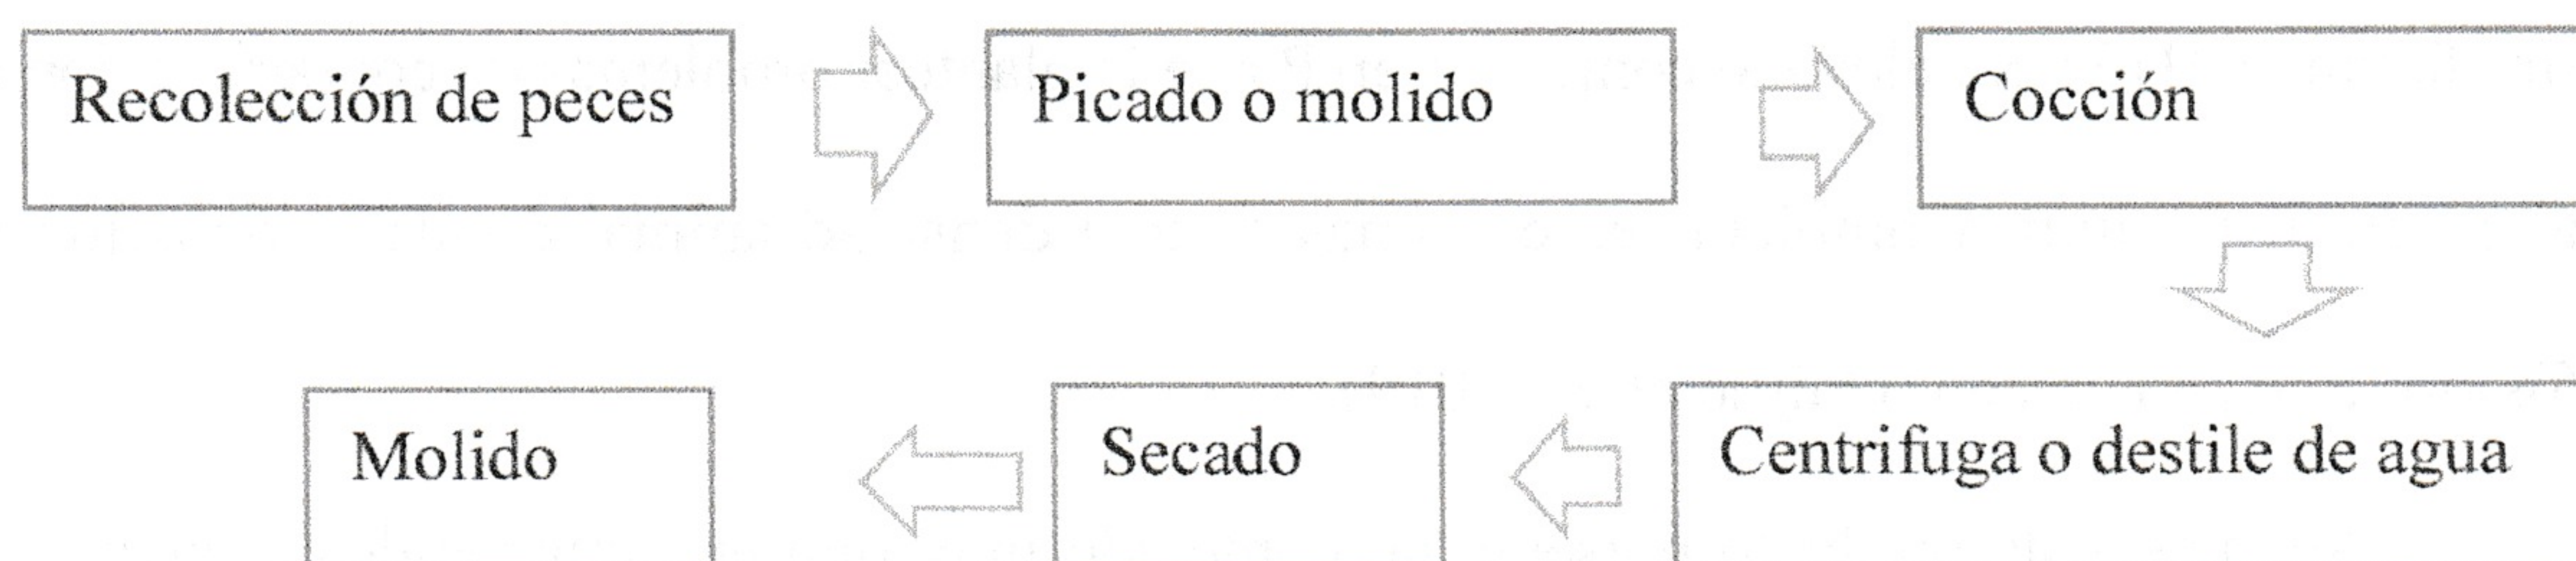 Recolección de peces
Picado o molido
Cocción
Centrifuga o destile de agua
Secado
Molido